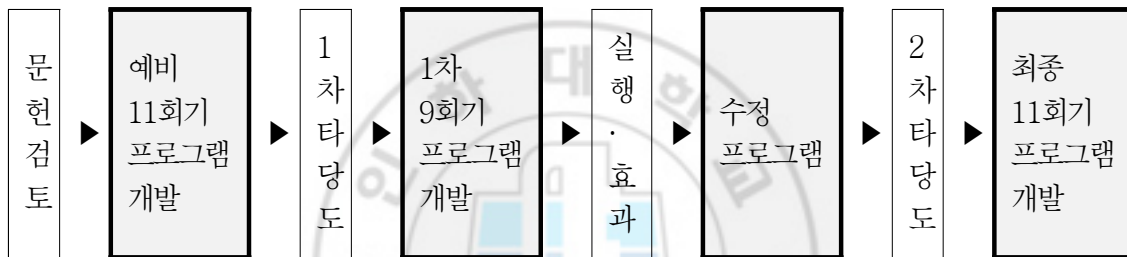 문헌검토
▶
예비
11회기
프로그램
개발
▶
1차타당도
▶
1차
9회기
프로그램
개발
▶
실행·효과
▶
수정
프로그램
▶
2차타당도
▶
최종
11회기
프로그램
개발